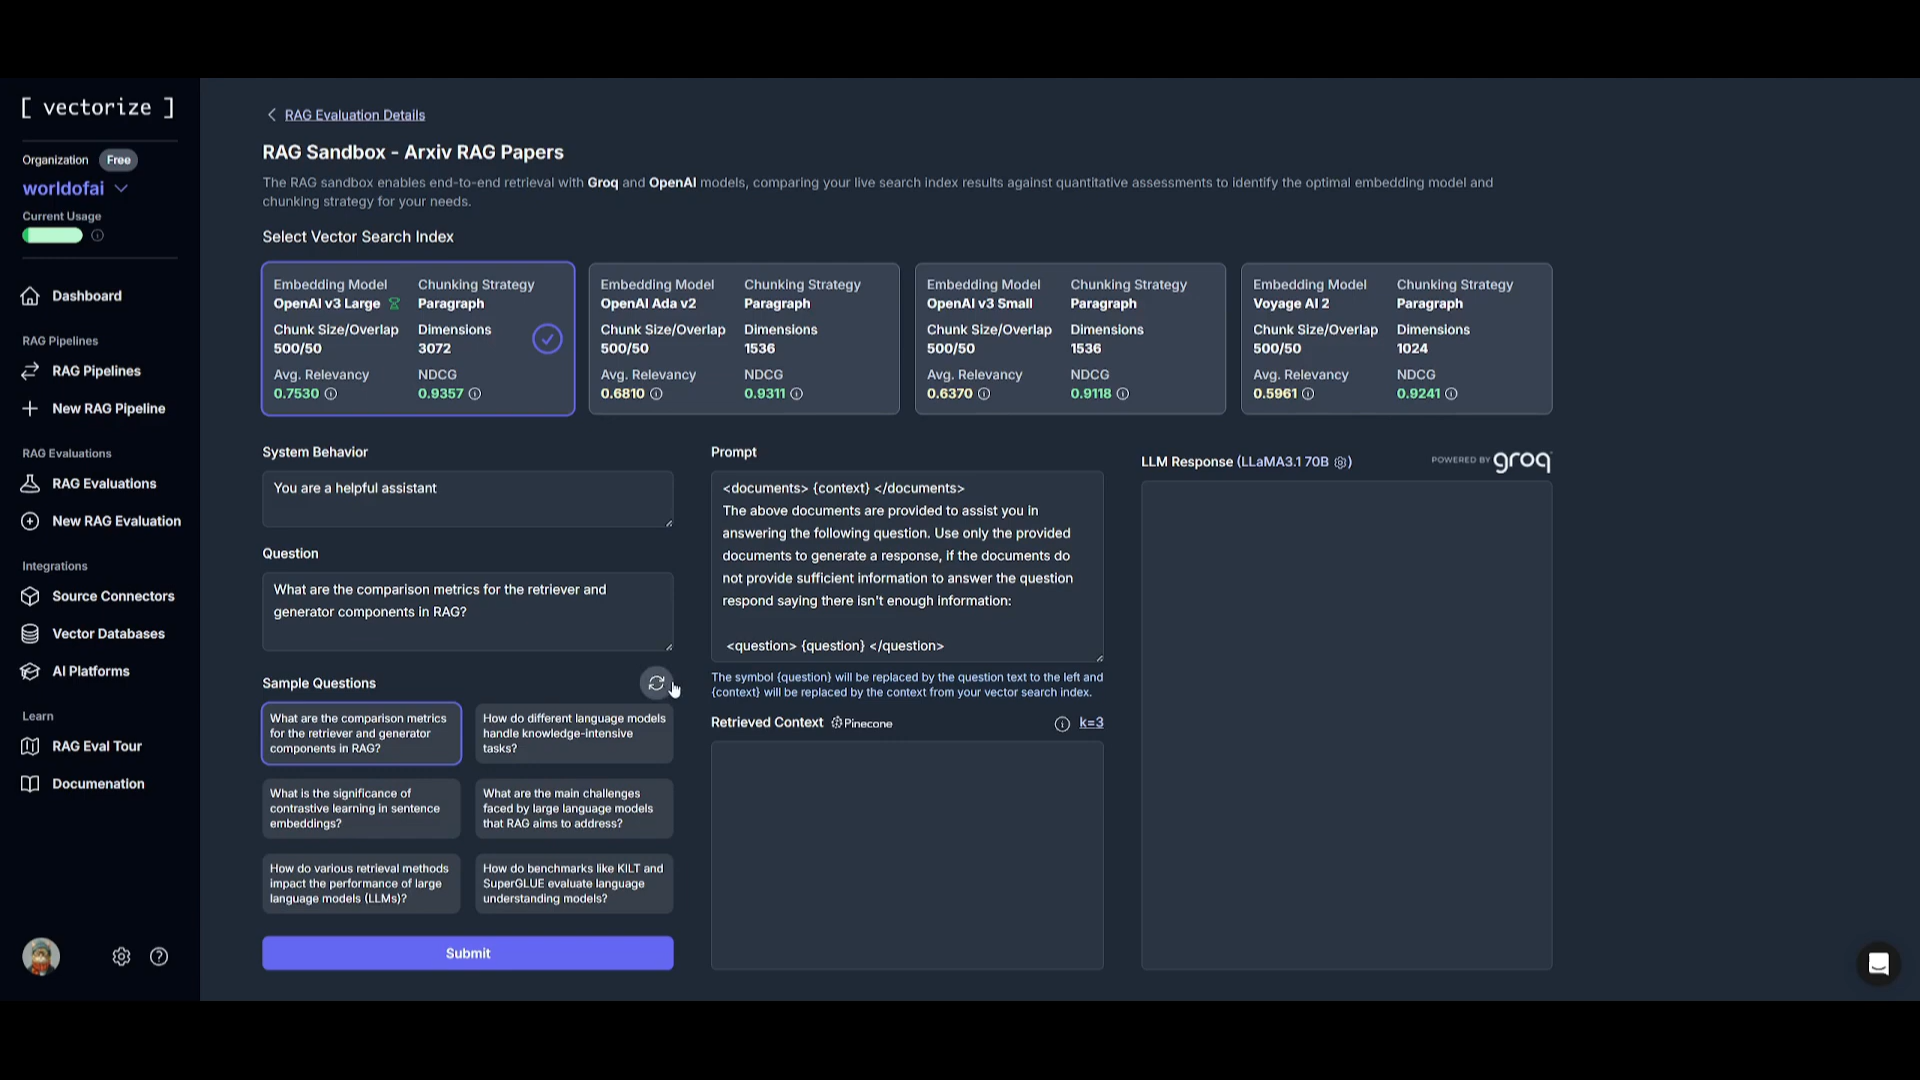 [ vectorize ]
Organization Free
worldofai
Current Usage
Dashboard
RAG Pipelines
RAG Pipelines
New RAG Pipeline
RAG Evaluations
RAG Evaluations
New RAG Evaluation
Integrations
Source Connectors
Vector Databases
AI Platforms
Learn
RAG Eval Tour
Documenation
RAG Evaluation Details
RAG Sandbox - Arxiv RAG Papers
The RAG sandbox enables end-to-end retrieval with Groq and OpenAI models, comparing your live search index results against quantitative assessments to identify the optimal embedding model and
chunking strategy for your needs.
Select Vector Search Index
Embedding Model Chunking Strategy
OpenAI v3 Large Paragraph
Chunk Size/Overlap Dimensions
500/50 3072
Avg. Relevancy NDCG
0.7530 0.9357
Embedding Model Chunking Strategy
OpenAI Ada v2 Paragraph
Chunk Size/Overlap Dimensions
500/50 1536
Avg. Relevancy NDCG
0.6810 0.9311
Embedding Model Chunking Strategy
OpenAI v3 Small Paragraph
Chunk Size/Overlap Dimensions
500/50 1536
Avg. Relevancy NDCG
0.6370 0.9118
Embedding Model Chunking Strategy
Voyage AI 2 Paragraph
Chunk Size/Overlap Dimensions
500/50 1024
Avg. Relevancy NDCG
0.5961 0.9241
System Behavior
You are a helpful assistant
Question
What are the comparison metrics for the retriever and
generator components in RAG?
Sample Questions
What are the comparison metrics
for the retriever and generator
components in RAG?
How do different language models
handle knowledge-intensive
tasks?
What is the significance of
contrastive learning in sentence
embeddings?
What are the main challenges
faced by large language models
that RAG aims to address?
How do various retrieval methods
impact the performance of large
language models (LLMs)?
How do benchmarks like KILT and
SuperGLUE evaluate language
understanding models?
Submit
Prompt
<documents> {context} </documents>
The above documents are provided to assist you in
answering the following question. Use only the provided
documents to generate a response, If the documents do
not provide sufficient information to answer the question
respond saying there isn't enough information:
<question> {question} </question>
The symbol {question} will be replaced by the question text to the left and
{context} will be replaced by the context from your vector search index.
Retrieved Context Pinecone k=3
LLM Response (LLaMA3.1 70B )
POWERED BY groq